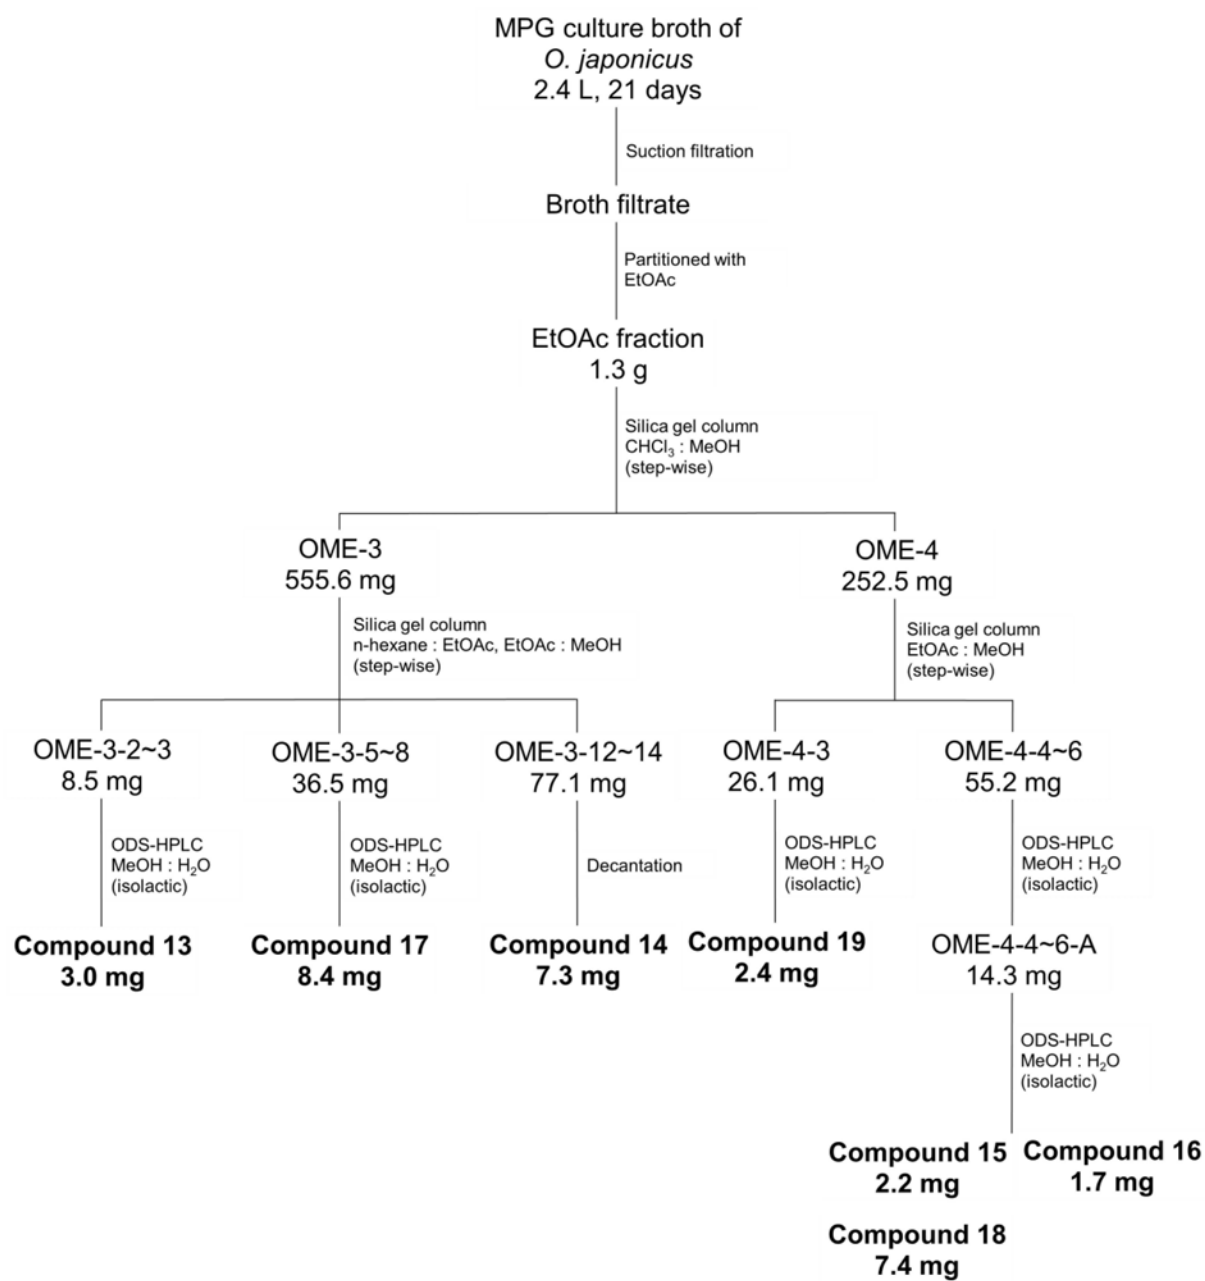 MPG culture broth of
O. japonicus
2.4 L, 21 days
Suction filtration
Broth filtrate
Partitioned with
EtOAc
EtOAc fraction
1.3 g
Silica gel column
CHCl₃ : MeOH
(step-wise)
OME-3
555.6 mg
OME-4
252.5 mg
Silica gel column
n-hexane : EtOAc, EtOAc : MeOH
(step-wise)
Silica gel column
EtOAc : MeOH
(step-wise)
OME-3-2~3
8.5 mg
OME-3-5~8
36.5 mg
OME-3-12~14
77.1 mg
OME-4-3
26.1 mg
OME-4-4~6
55.2 mg
ODS-HPLC
MeOH : H₂O
(isolactic)
ODS-HPLC
MeOH : H₂O
(isolactic)
Decantation
ODS-HPLC
MeOH : H₂O
(isolactic)
ODS-HPLC
MeOH : H₂O
(isolactic)
Compound 13
3.0 mg
Compound 17
8.4 mg
Compound 14
7.3 mg
Compound 19
2.4 mg
OME-4-4~6-A
14.3 mg
ODS-HPLC
MeOH : H₂O
(isolactic)
Compound 15
2.2 mg
Compound 16
1.7 mg
Compound 18
7.4 mg